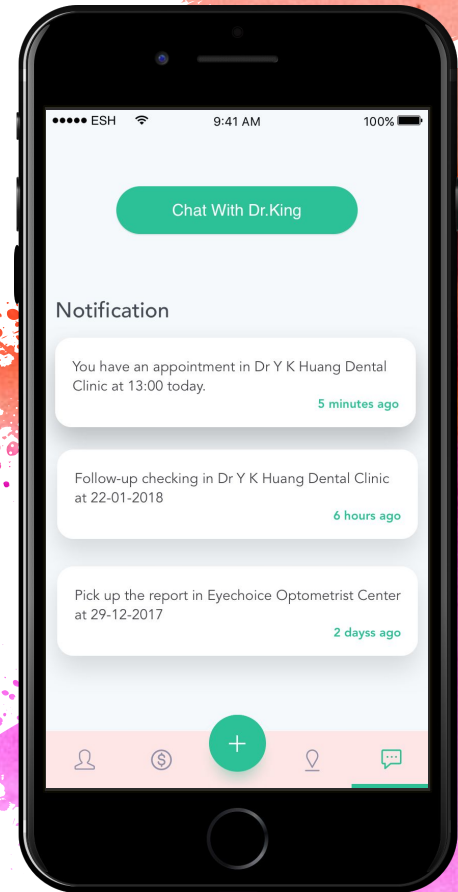 ESH 9:41 AM 100%
Chat With Dr.King
Notification
You have an appointment in Dr Y K Huang Dental
Clinic at 13:00 today.
5 minutes ago
Follow-up checking in Dr Y K Huang Dental Clinic
at 22-01-2018
6 hours ago
Pick up the report in Eyechoice Optometrist Center
at 29-12-2017
2 dayss ago